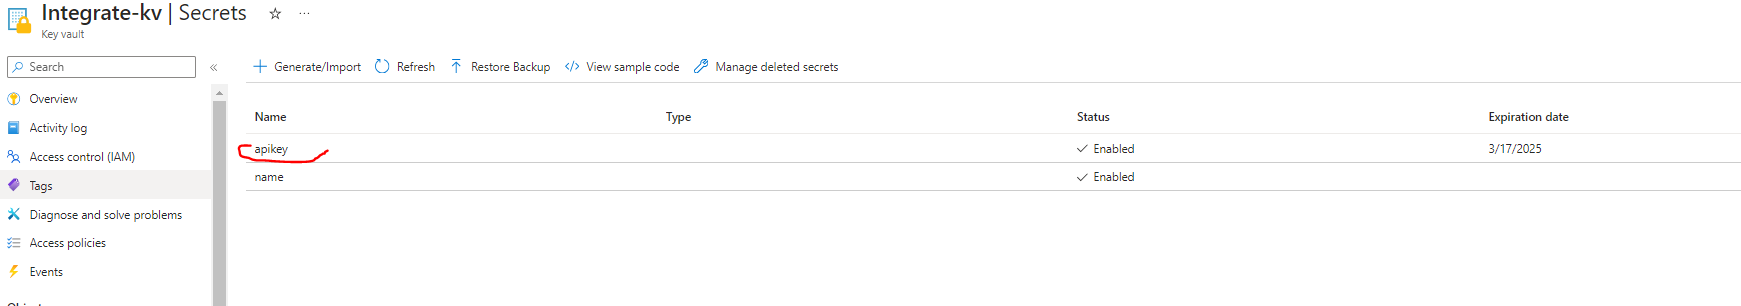 Integrate-kv | Secrets ☆ ...
Key vault
Search «
Generate/Import Refresh Restore Backup </> View sample code Manage deleted secrets
Overview
Activity log
Access control (IAM)
Tags
Diagnose and solve problems
Access policies
Events
Name Type Status Expiration date
apikey Enabled 3/17/2025
name Enabled